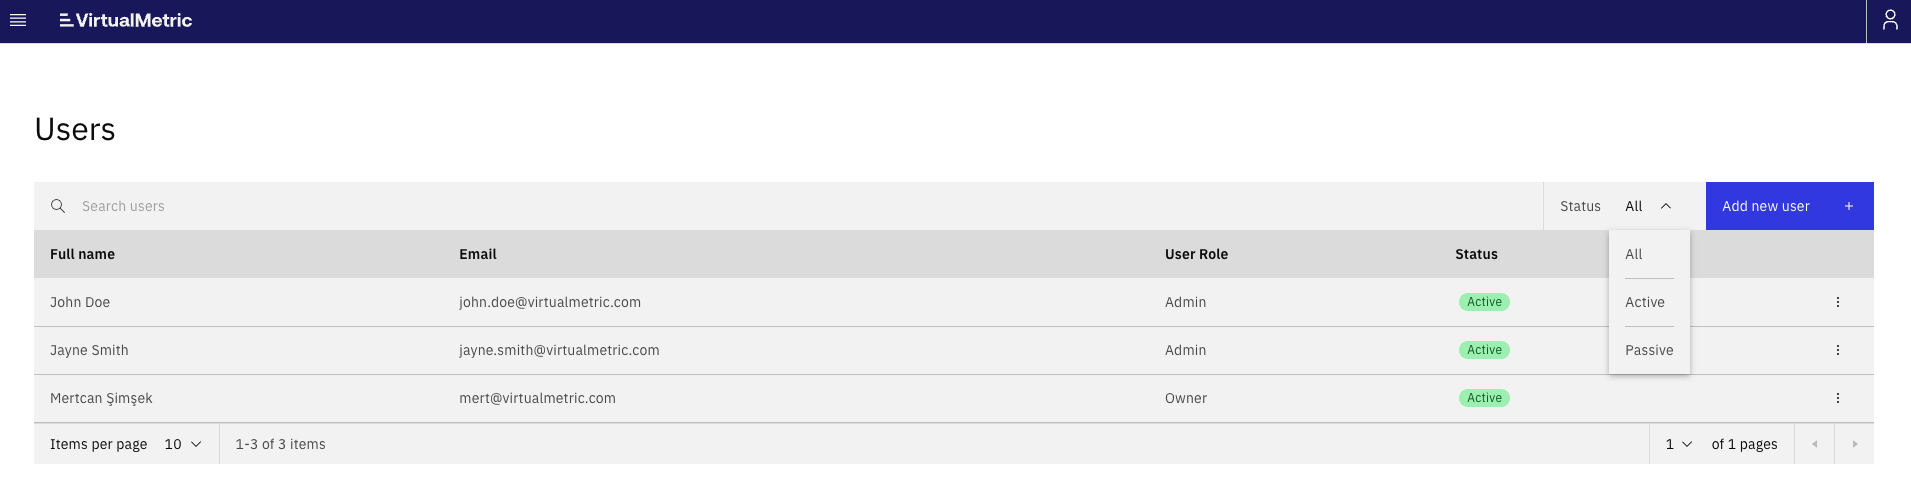 VirtualMetric
Users
Search users
Status All
Add new user +
Full name Email User Role Status
All
John Doe john.doe@virtualmetric.com Admin Active
Active
Jayne Smith jayne.smith@virtualmetric.com Admin Active
Passive
Mertcan Şimşek mert@virtualmetric.com Owner Active
Items per page 10 1-3 of 3 items 1 of 1 pages